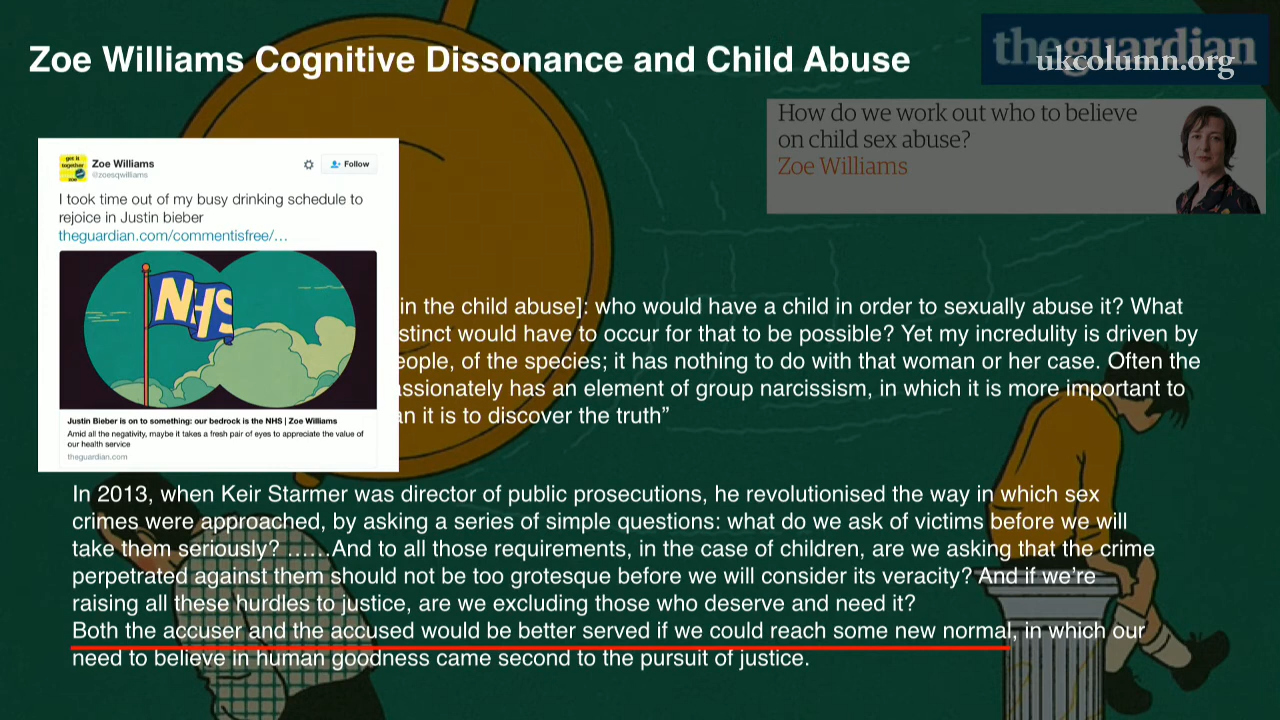 Zoe Williams Cognitive Dissonance and Child Abuse
theguardian
ukcolumn.org
How do we work out who to believe
on child sex abuse?
Zoe Williams
get it
together
zoe
Zoe Williams
@zoesqwilliams
Follow
I took time out of my busy drinking schedule to
rejoice in Justin bieber
theguardian.com/commentisfree/…
NHS
Justin Bieber is on to something: our bedrock is the NHS | Zoe Williams
Amid all the negativity, maybe it takes a fresh pair of eyes to appreciate the value of
our health service
theguardian.com
in the child abuse]: who would have a child in order to sexually abuse it? What
stinct would have to occur for that to be possible? Yet my incredulity is driven by
eople, of the species; it has nothing to do with that woman or her case. Often the
assionately has an element of group narcissism, in which it is more important to
an it is to discover the truth”
In 2013, when Keir Starmer was director of public prosecutions, he revolutionised the way in which sex
crimes were approached, by asking a series of simple questions: what do we ask of victims before we will
take them seriously? ……And to all those requirements, in the case of children, are we asking that the crime
perpetrated against them should not be too grotesque before we will consider its veracity? And if we’re
raising all these hurdles to justice, are we excluding those who deserve and need it?
Both the accuser and the accused would be better served if we could reach some new normal, in which our
need to believe in human goodness came second to the pursuit of justice.